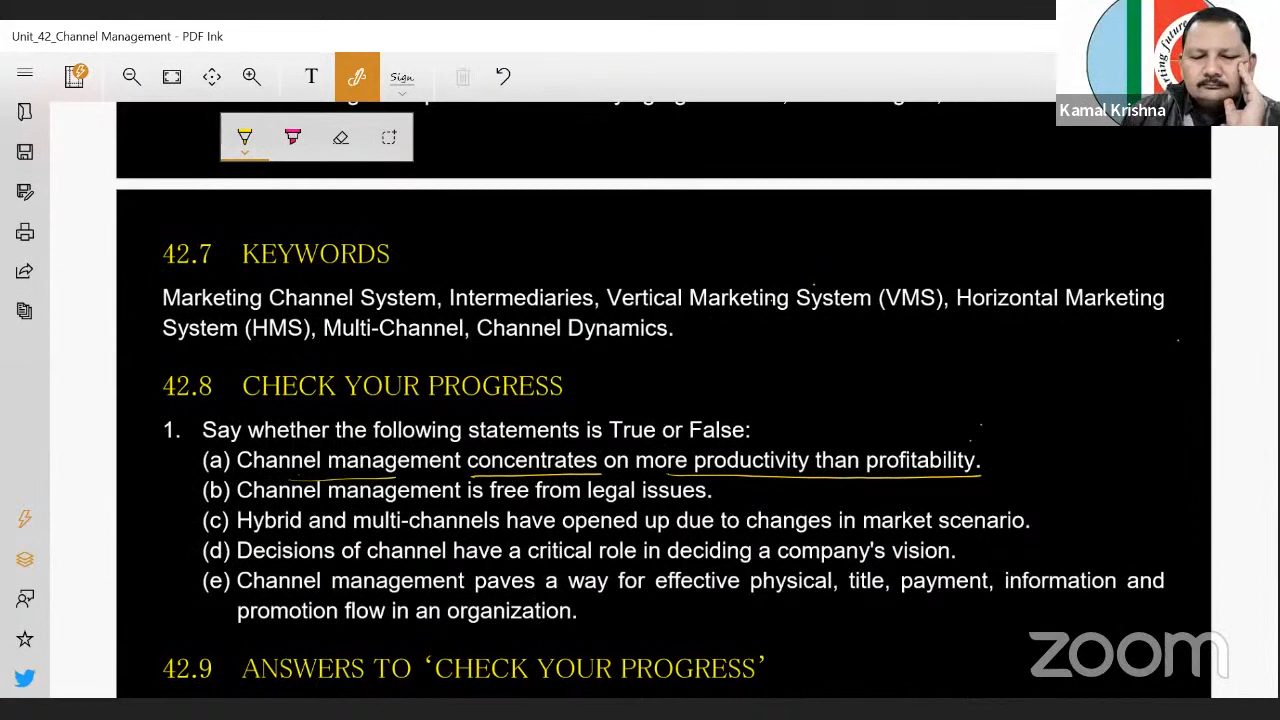 Unit_42_Channel Management - PDF Ink
T
Sign
Kamal Krishna
42.7 KEYWORDS
Marketing Channel System, Intermediaries, Vertical Marketing System (VMS), Horizontal Marketing
System (HMS), Multi-Channel, Channel Dynamics.
42.8 CHECK YOUR PROGRESS
1. Say whether the following statements is True or False:
(a) Channel management concentrates on more productivity than profitability.
(b) Channel management is free from legal issues.
(c) Hybrid and multi-channels have opened up due to changes in market scenario.
(d) Decisions of channel have a critical role in deciding a company's vision.
(e) Channel management paves a way for effective physical, title, payment, information and
promotion flow in an organization.
42.9 ANSWERS TO ‘CHECK YOUR PROGRESS’
zoom